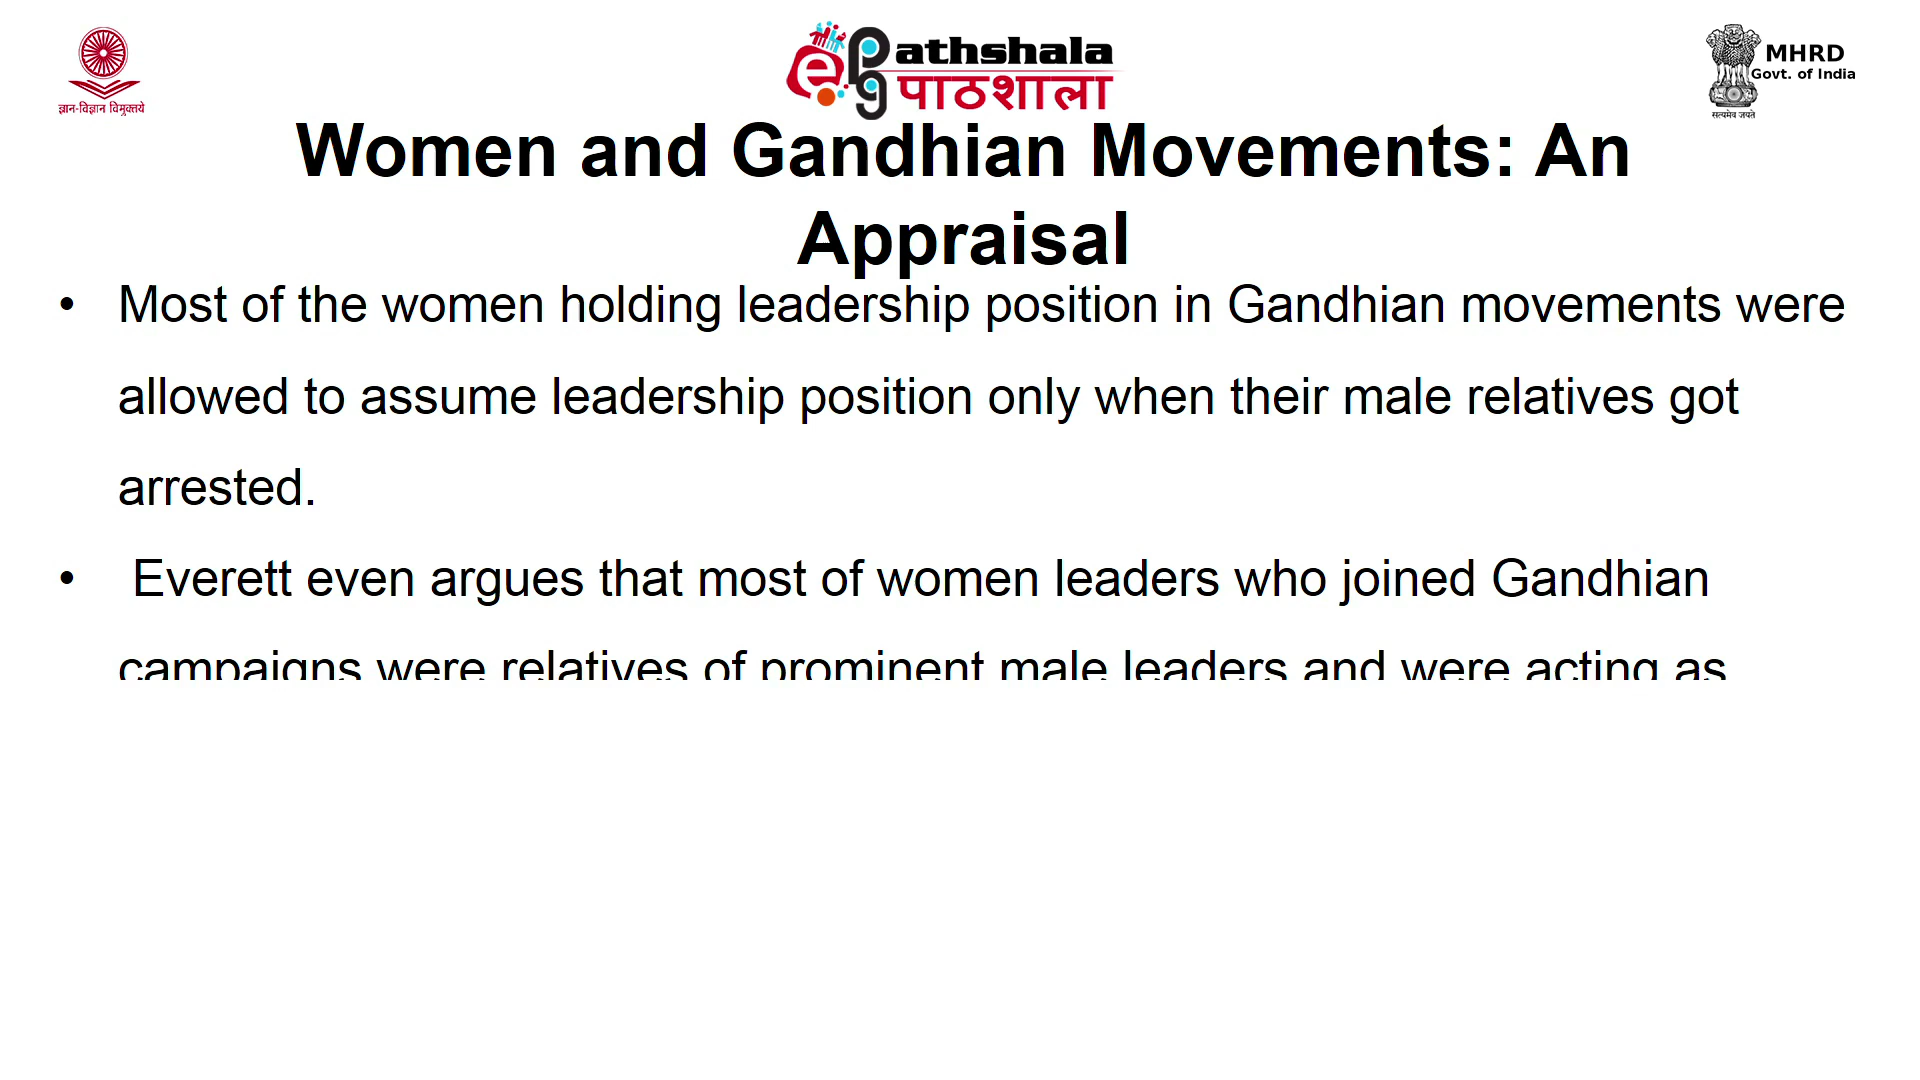 ज्ञान-विज्ञान विमुक्तये
ePathshala
पाठशाला
MHRD
Govt. of India
सत्यमेव जयते
Women and Gandhian Movements: An
Appraisal
• Most of the women holding leadership position in Gandhian movements were
allowed to assume leadership position only when their male relatives got
arrested.
• Everett even argues that most of women leaders who joined Gandhian
campaigns were relatives of prominent male leaders and were acting as